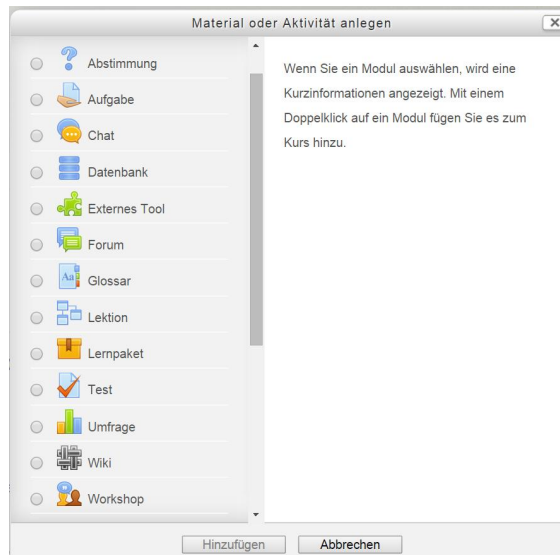 Material oder Aktivität anlegen
Abstimmung
Aufgabe
Chat
Datenbank
Externes Tool
Forum
Glossar
Lektion
Lernpaket
Test
Umfrage
Wiki
Workshop
Wenn Sie ein Modul auswählen, wird eine
Kurzinformationen angezeigt. Mit einem
Doppelklick auf ein Modul fügen Sie es zum
Kurs hinzu.
Hinzufügen
Abbrechen